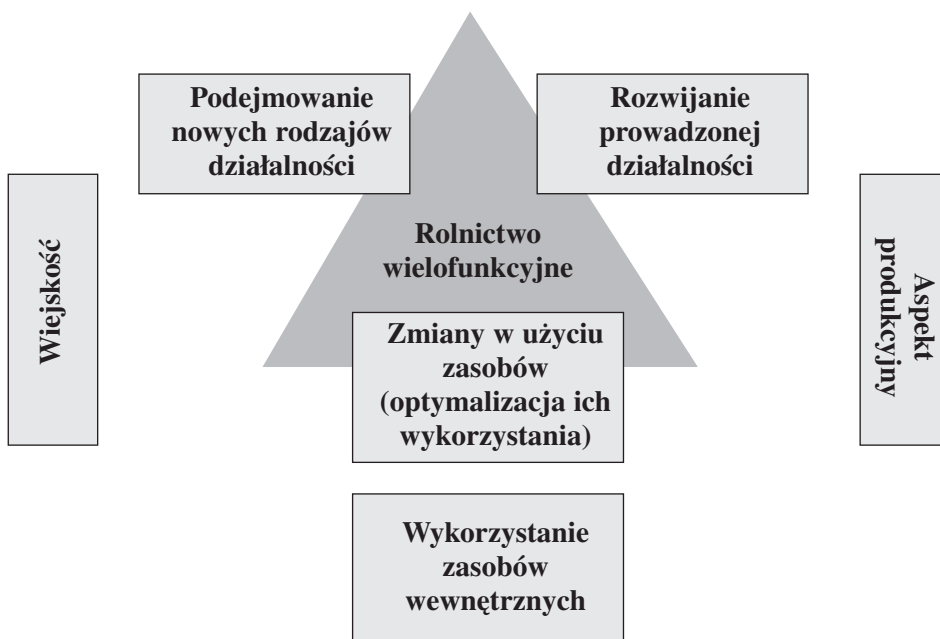 Podejmowanie
nowych rodzajów
działalności
Rozwijanie
prowadzonej
działalności
Wiejskość
Rolnictwo
wielofunkcyjne
Aspekt
produkcyjny
Zmiany w użyciu
zasobów
(optymalizacja ich
wykorzystania)
Wykorzystanie
zasobów
wewnętrznych